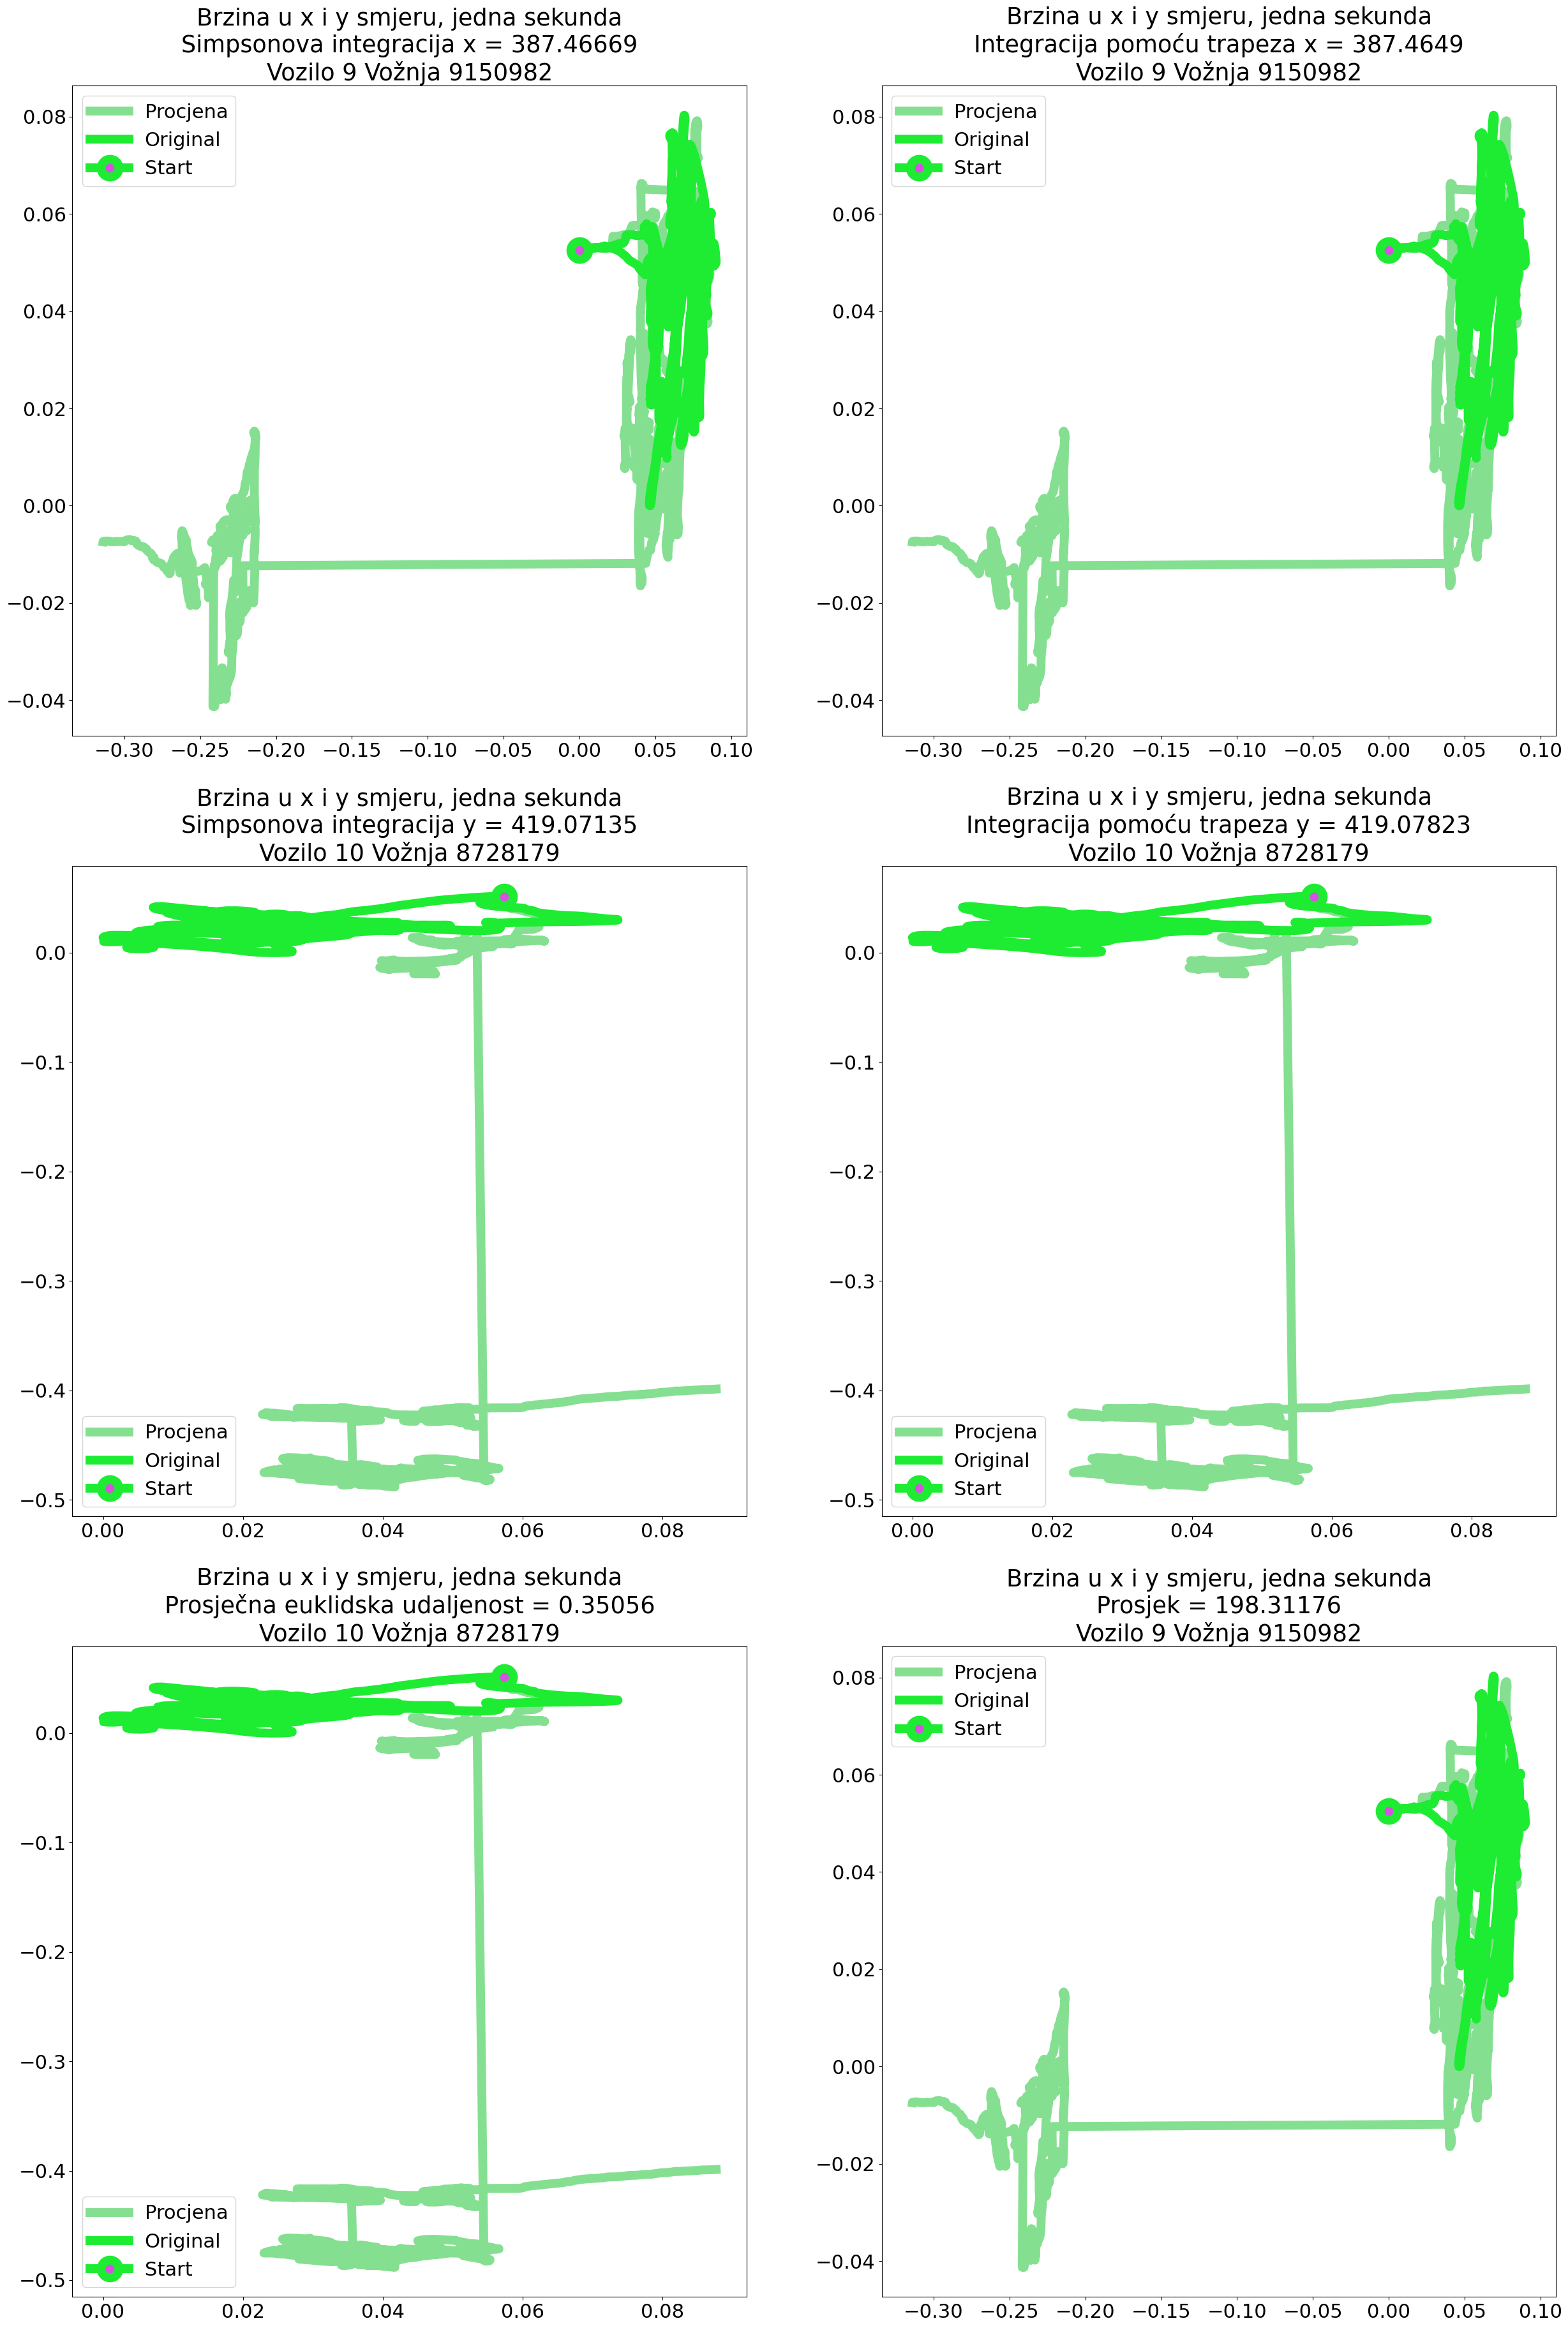 Brzina u x i y smjeru, jedna sekunda
Simpsonova integracija x = 387.46669
Vozilo 9 Vožnja 9150982
Procjena
Original
Start
0.08
0.06
0.04
0.02
0.00
−0.02
−0.04
−0.30 −0.25 −0.20 −0.15 −0.10 −0.05 0.00 0.05 0.10
Brzina u x i y smjeru, jedna sekunda
Integracija pomoću trapeza x = 387.4649
Vozilo 9 Vožnja 9150982
Procjena
Original
Start
0.08
0.06
0.04
0.02
0.00
−0.02
−0.04
−0.30 −0.25 −0.20 −0.15 −0.10 −0.05 0.00 0.05 0.10
Brzina u x i y smjeru, jedna sekunda
Simpsonova integracija y = 419.07135
Vozilo 10 Vožnja 8728179
0.0
−0.1
−0.2
−0.3
−0.4
−0.5
Procjena
Original
Start
0.00 0.02 0.04 0.06 0.08
Brzina u x i y smjeru, jedna sekunda
Integracija pomoću trapeza y = 419.07823
Vozilo 10 Vožnja 8728179
0.0
−0.1
−0.2
−0.3
−0.4
−0.5
Procjena
Original
Start
0.00 0.02 0.04 0.06 0.08
Brzina u x i y smjeru, jedna sekunda
Prosječna euklidska udaljenost = 0.35056
Vozilo 10 Vožnja 8728179
0.0
−0.1
−0.2
−0.3
−0.4
−0.5
Procjena
Original
Start
0.00 0.02 0.04 0.06 0.08
Brzina u x i y smjeru, jedna sekunda
Prosjek = 198.31176
Vozilo 9 Vožnja 9150982
Procjena
Original
Start
0.08
0.06
0.04
0.02
0.00
−0.02
−0.04
−0.30 −0.25 −0.20 −0.15 −0.10 −0.05 0.00 0.05 0.10